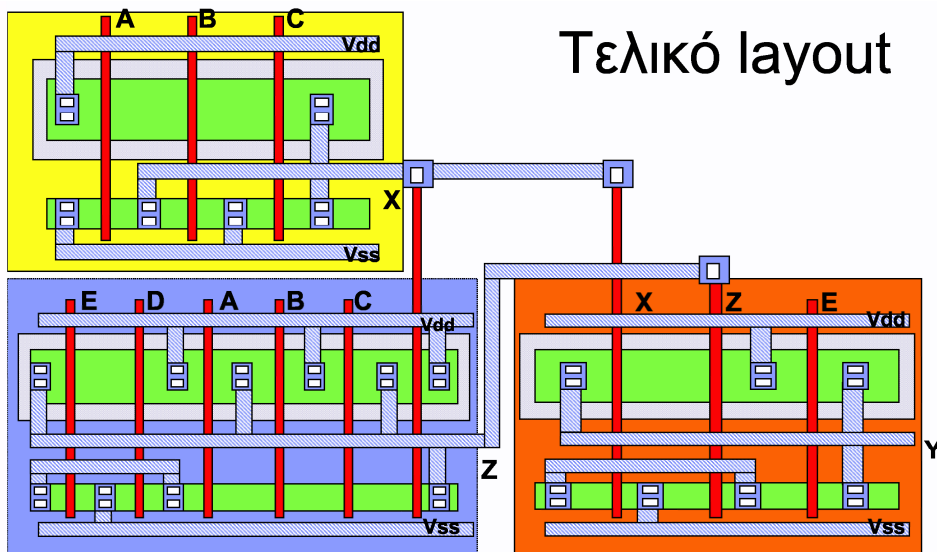 Τελικό layout
A B C
Vdd
X
Vss
E D A B C
Vdd
Z
Vss
X Z E
Vdd
Y
Vss